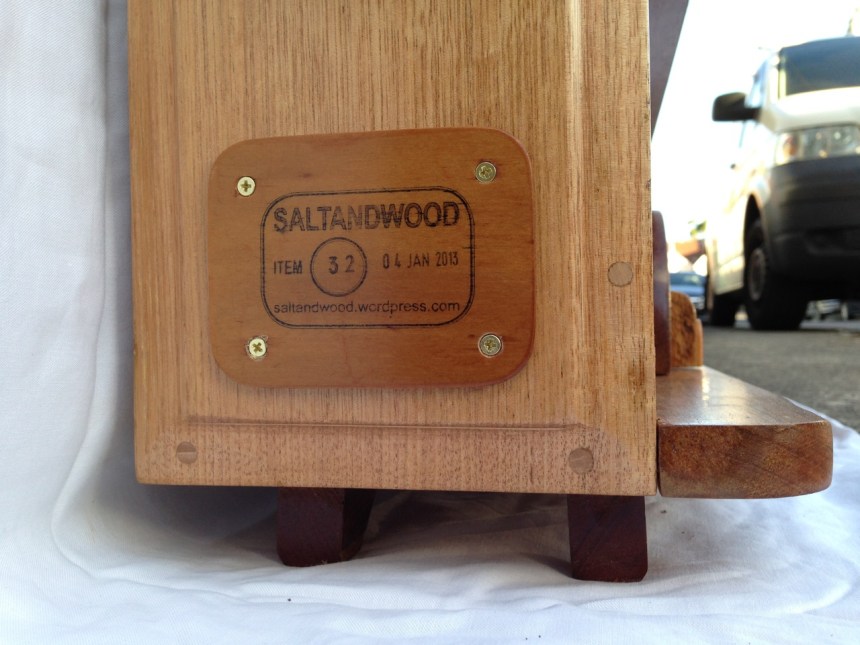 SALTANDWOOD
ITEM 32 04 JAN 2013
saltandwood.wordpress.com